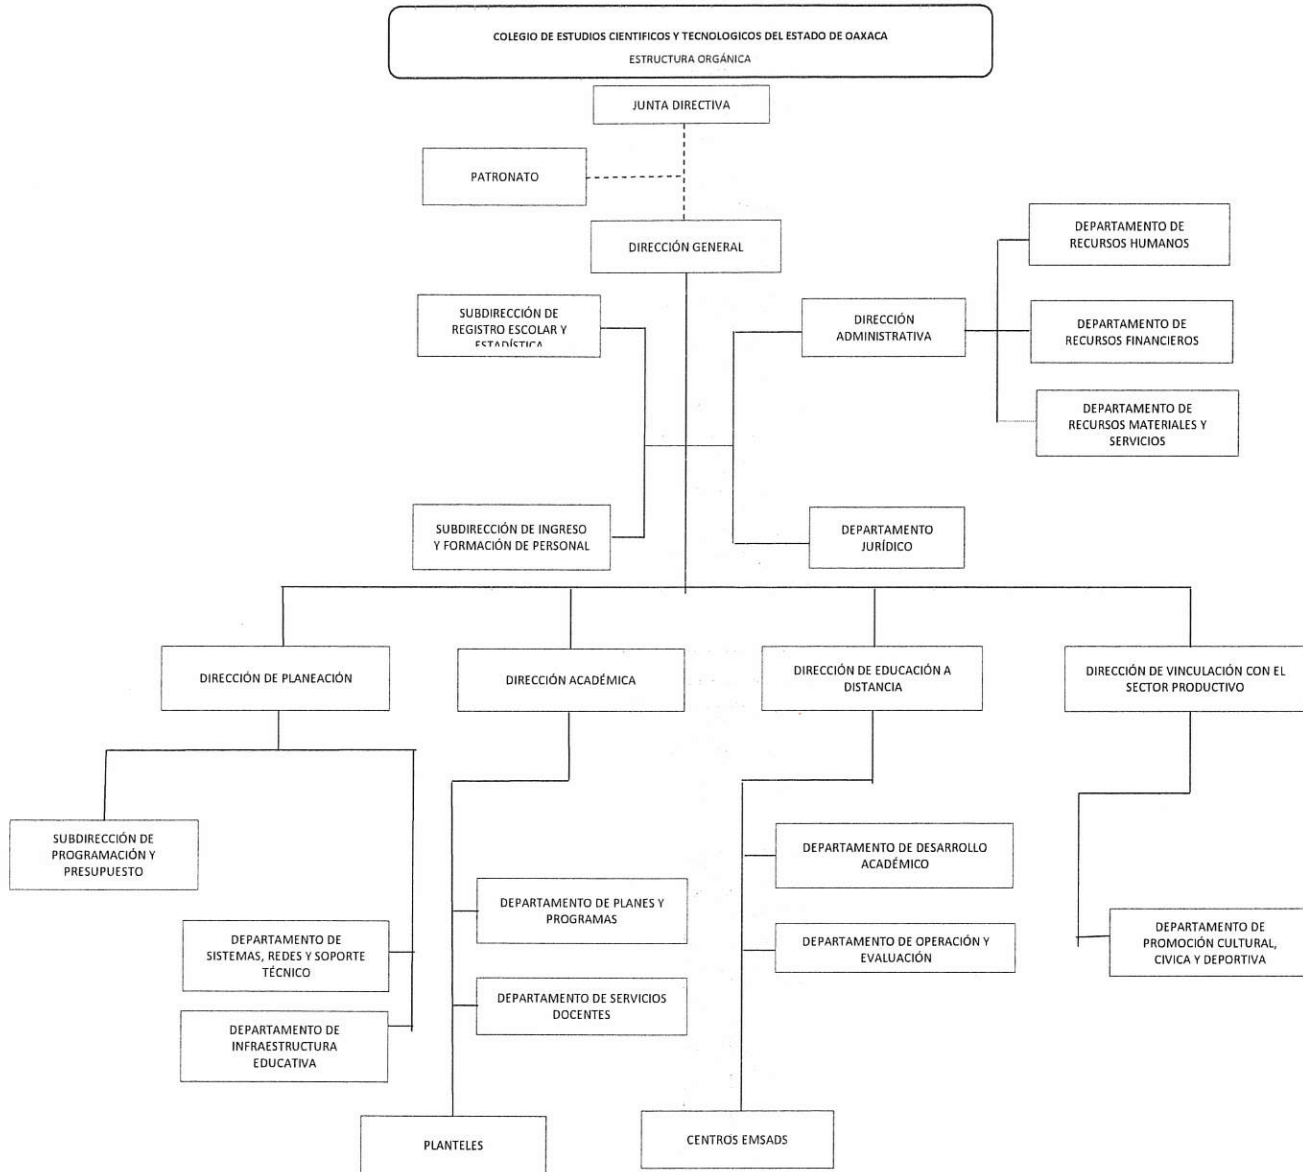 COLEGIO DE ESTUDIOS CIENTIFICOS Y TECNOLOGICOS DEL ESTADO DE OAXACA
ESTRUCTURA ORGÁNICA
JUNTA DIRECTIVA
PATRONATO
DIRECCIÓN GENERAL
DEPARTAMENTO DE
RECURSOS HUMANOS
SUBDIRECCIÓN DE
REGISTRO ESCOLAR Y
ESTADÍSTICA
DIRECCIÓN
ADMINISTRATIVA
DEPARTAMENTO DE
RECURSOS FINANCIEROS
DEPARTAMENTO DE
RECURSOS MATERIALES Y
SERVICIOS
SUBDIRECCIÓN DE INGRESO
Y FORMACIÓN DE PERSONAL
DEPARTAMENTO
JURÍDICO
DIRECCIÓN DE PLANEACIÓN
DIRECCIÓN ACADÉMICA
DIRECCIÓN DE EDUCACIÓN A
DISTANCIA
DIRECCIÓN DE VINCULACIÓN CON EL
SECTOR PRODUCTIVO
SUBDIRECCIÓN DE
PROGRAMACIÓN Y
PRESUPUESTO
DEPARTAMENTO DE DESARROLLO
ACADÉMICO
DEPARTAMENTO DE PLANES Y
PROGRAMAS
DEPARTAMENTO DE
SISTEMAS, REDES Y SOPORTE
TÉCNICO
DEPARTAMENTO DE OPERACIÓN Y
EVALUACIÓN
DEPARTAMENTO DE
PROMOCIÓN CULTURAL,
CIVICA Y DEPORTIVA
DEPARTAMENTO DE SERVICIOS
DOCENTES
DEPARTAMENTO DE
INFRAESTRUCTURA
EDUCATIVA
PLANTELES
CENTROS EMSADS